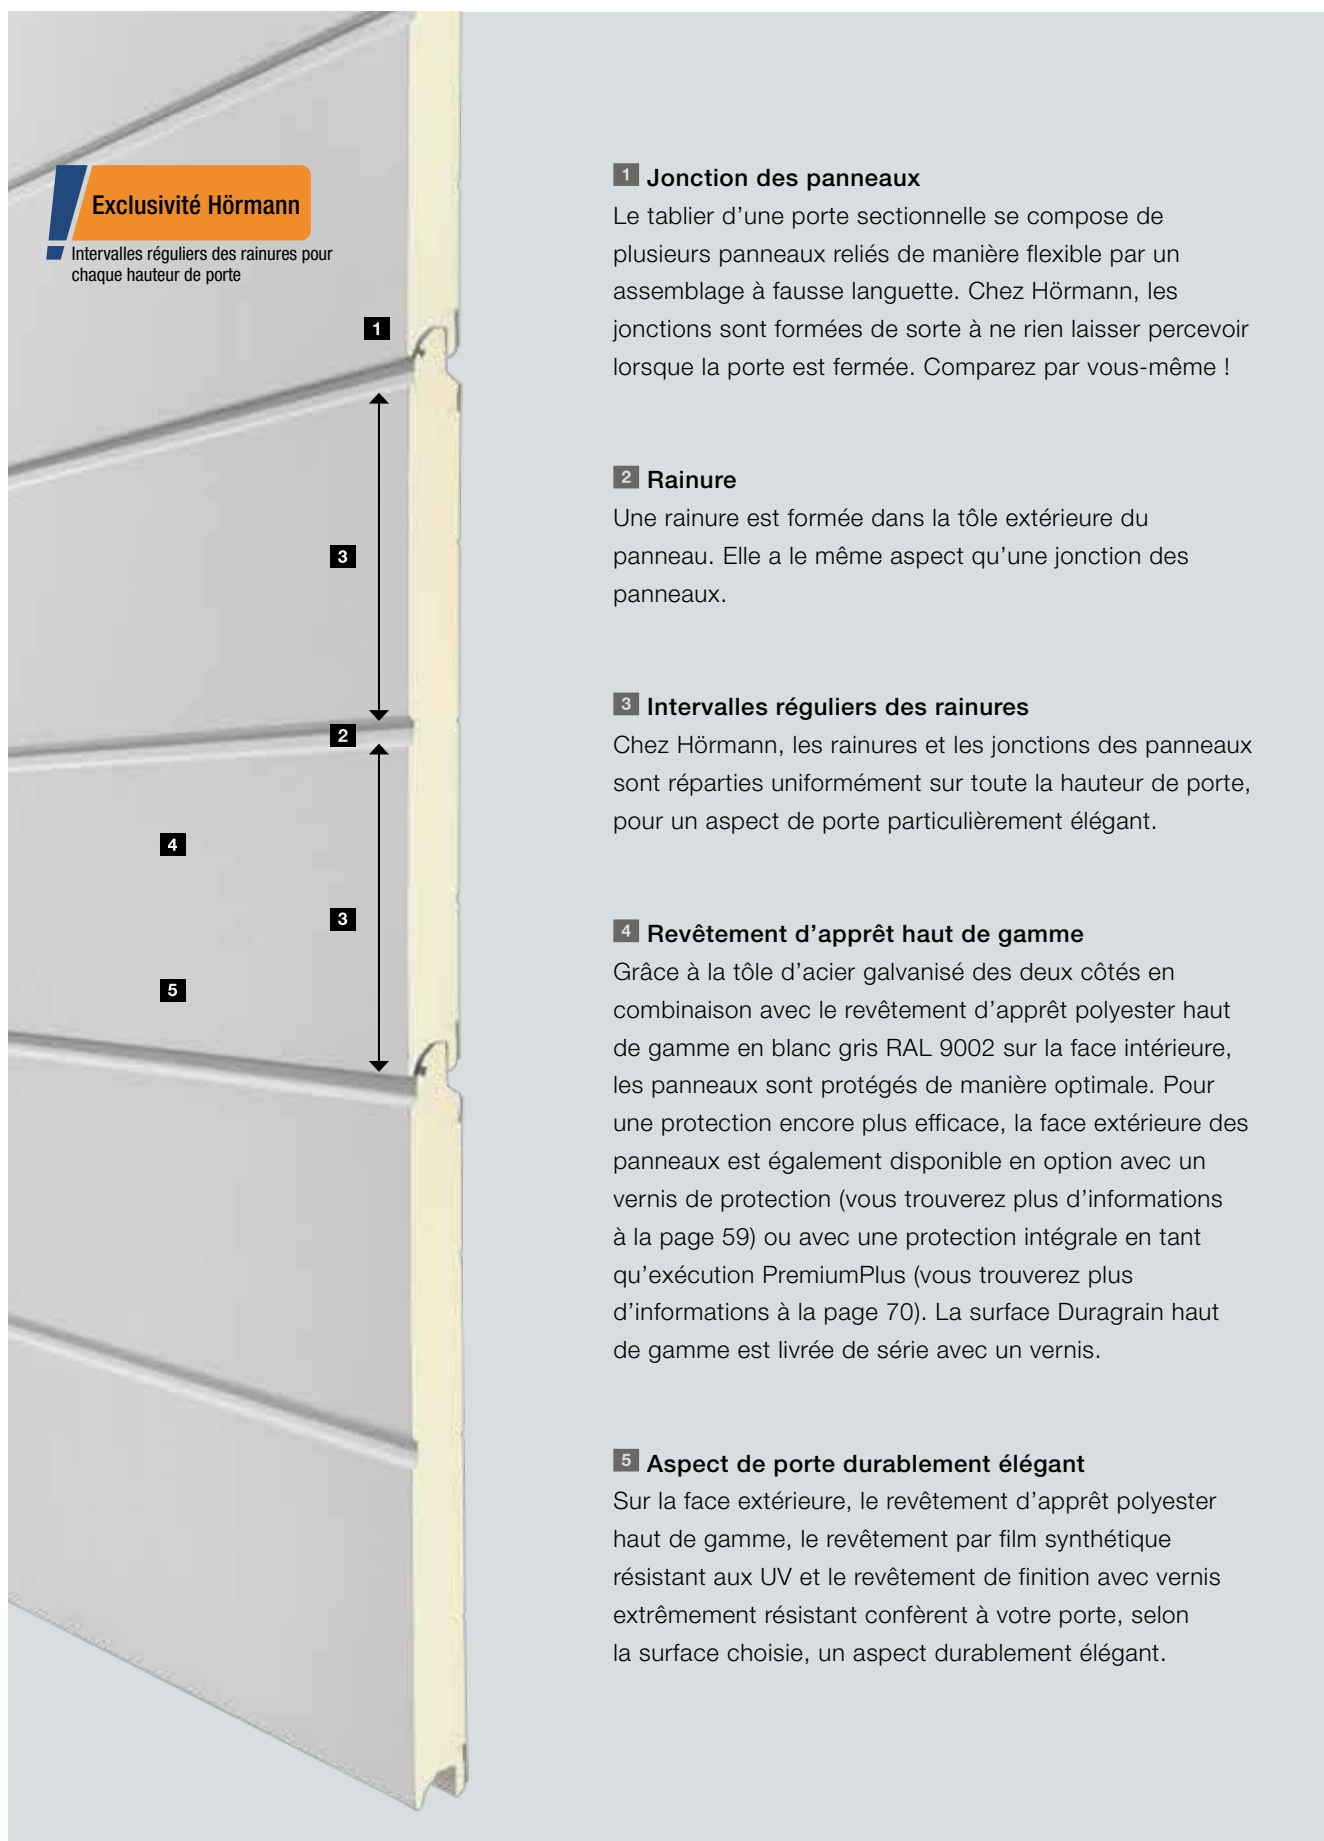 Exclusivité Hörmann
Intervalles réguliers des rainures pour
chaque hauteur de porte
1
3
2
4
3
5
1 Jonction des panneaux
Le tablier d’une porte sectionnelle se compose de
plusieurs panneaux reliés de manière flexible par un
assemblage à fausse languette. Chez Hörmann, les
jonctions sont formées de sorte à ne rien laisser percevoir
lorsque la porte est fermée. Comparez par vous-même !
2 Rainure
Une rainure est formée dans la tôle extérieure du
panneau. Elle a le même aspect qu’une jonction des
panneaux.
3 Intervalles réguliers des rainures
Chez Hörmann, les rainures et les jonctions des panneaux
sont réparties uniformément sur toute la hauteur de porte,
pour un aspect de porte particulièrement élégant.
4 Revêtement d’apprêt haut de gamme
Grâce à la tôle d’acier galvanisé des deux côtés en
combinaison avec le revêtement d’apprêt polyester haut
de gamme en blanc gris RAL 9002 sur la face intérieure,
les panneaux sont protégés de manière optimale. Pour
une protection encore plus efficace, la face extérieure des
panneaux est également disponible en option avec un
vernis de protection (vous trouverez plus d’informations
à la page 59) ou avec une protection intégrale en tant
qu’exécution PremiumPlus (vous trouverez plus
d’informations à la page 70). La surface Duragrain haut
de gamme est livrée de série avec un vernis.
5 Aspect de porte durablement élégant
Sur la face extérieure, le revêtement d’apprêt polyester
haut de gamme, le revêtement par film synthétique
résistant aux UV et le revêtement de finition avec vernis
extrêmement résistant confèrent à votre porte, selon
la surface choisie, un aspect durablement élégant.